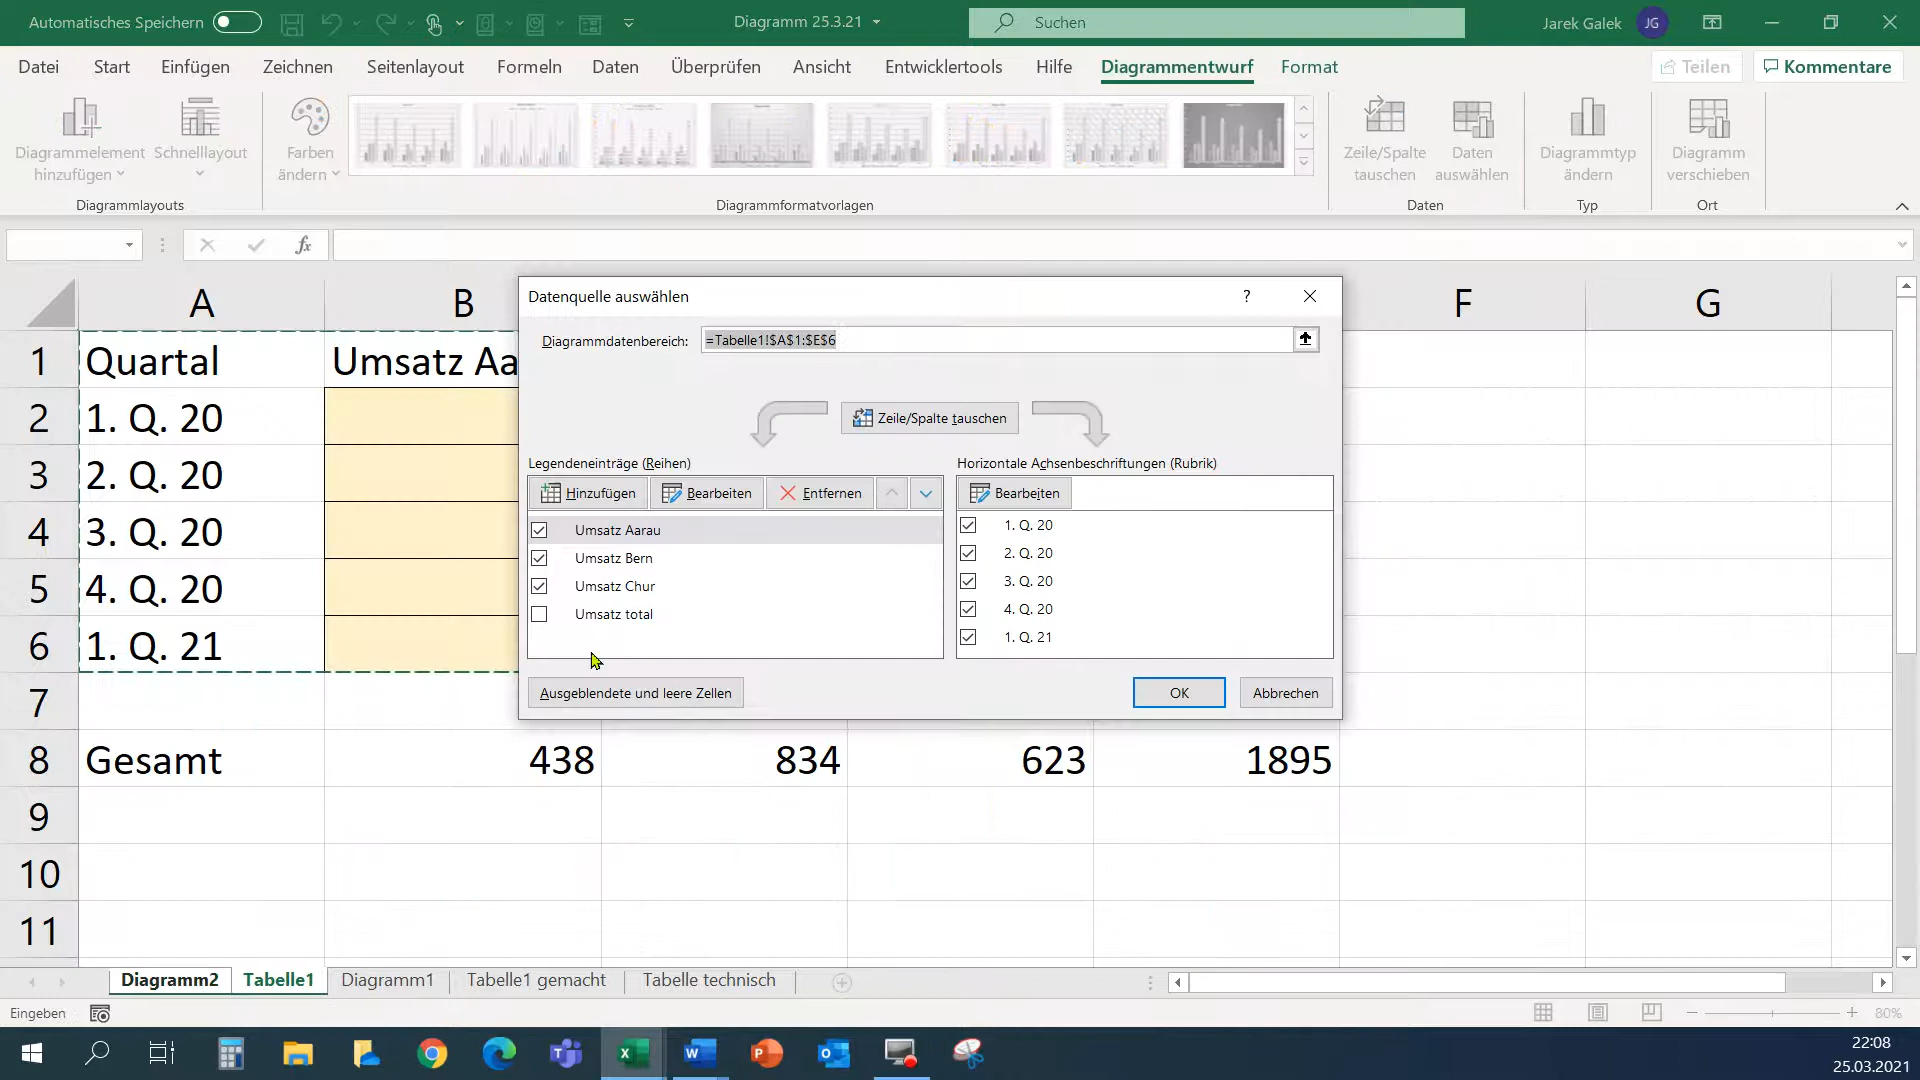 Automatisches Speichern
Diagramm 25.3.21
Suchen
Jarek Galek
JG
Datei Start Einfügen Zeichnen Seitenlayout Formeln Daten Überprüfen Ansicht Entwicklertools Hilfe Diagrammentwurf Format
Teilen
Kommentare
Diagrammelement hinzufügen
Schnelllayout
Farben ändern
Zeile/Spalte tauschen
Daten auswählen
Diagrammtyp ändern
Diagramm verschieben
Diagrammlayouts
Diagrammformatvorlagen
Daten
Typ
Ort
fx
A B F G
1 Quartal Umsatz Aa
2 1. Q. 20
3 2. Q. 20
4 3. Q. 20
5 4. Q. 20
6 1. Q. 21
7
8 Gesamt 438 834 623 1895
9
10
11
Datenquelle auswählen
?
Diagrammdatenbereich:
=Tabelle1!$A$1:$E$6
Zeile/Spalte tauschen
Legendeneinträge (Reihen)
Hinzufügen
Bearbeiten
Entfernen
Umsatz Aarau
Umsatz Bern
Umsatz Chur
Umsatz total
Horizontale Achsenbeschriftungen (Rubrik)
Bearbeiten
1. Q. 20
2. Q. 20
3. Q. 20
4. Q. 20
1. Q. 21
Ausgeblendete und leere Zellen
OK
Abbrechen
Diagramm2 Tabelle1 Diagramm1 Tabelle1 gemacht Tabelle technisch
Eingeben
80%
22:08
25.03.2021